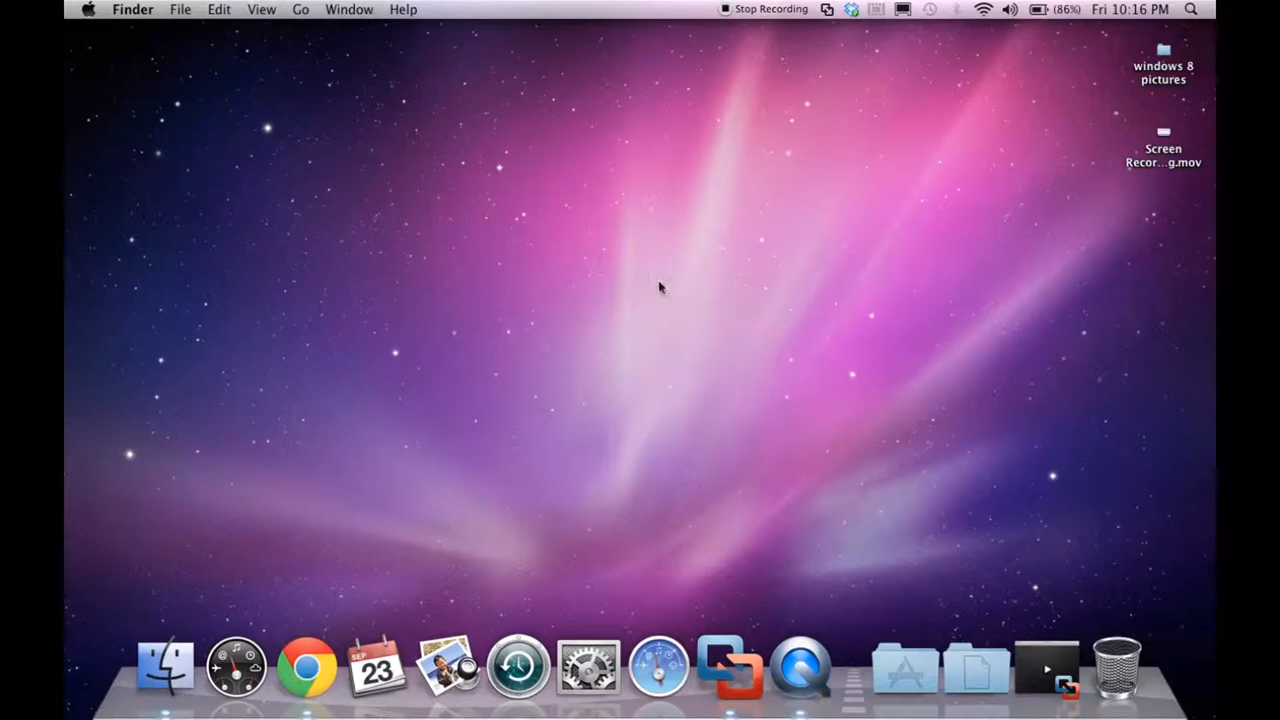 Finder File Edit View Go Window Help Stop Recording (86%) Fri 10:16 PM
windows 8
pictures
Screen
Recor...g.mov
SEP
23